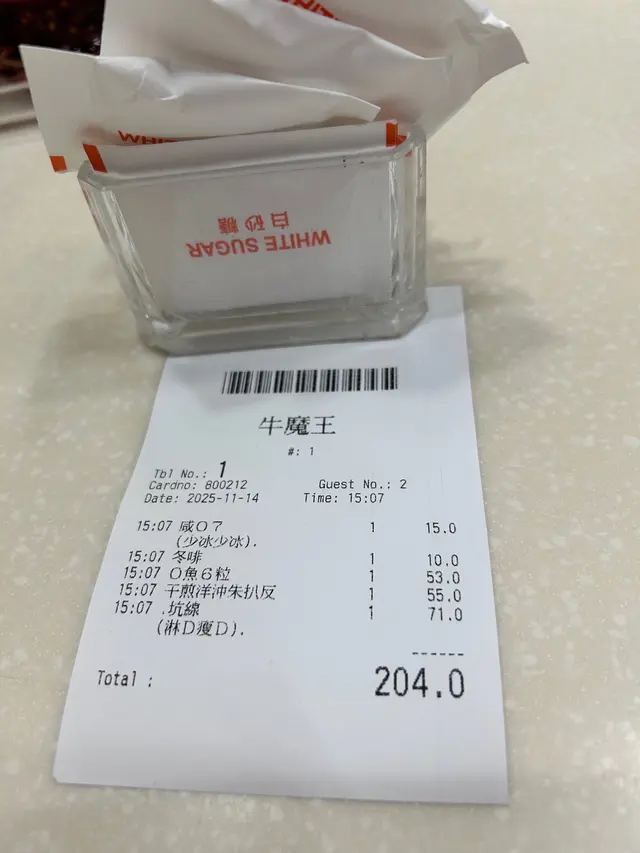 WHITE SUGAR
白砂糖
牛魔王
#: 1
Tbl No.: 1
Cardno: 800212 Guest No.: 2
Date: 2025-11-14 Time: 15:07
15:07 咸０７ 1 15.0
(少冰少冰).
15:07 冬啡 1 10.0
15:07 Ｏ魚６粒 1 53.0
15:07 干煎洋沖朱扒反 1 55.0
15:07 .坑線 1 71.0
(淋Ｄ瘦Ｄ).
Total : 204.0